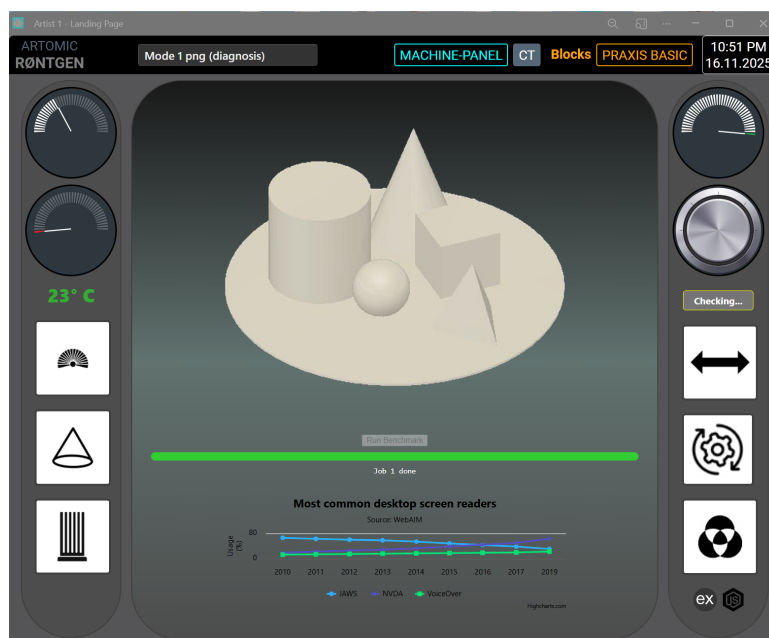 Artist 1 - Landing Page
ARTOMIC
RØNTGEN
Mode 1 png (diagnosis)
MACHINE-PANEL
CT
Blocks
PRAXIS BASIC
10:51 PM
16.11.2025
23° C
Checking...
Run Benchmark
Job 1 done
Most common desktop screen readers
Source: WebAIM
Usage
(%)
80
0
2010 2011 2012 2013 2014 2015 2016 2017 2019
JAWS NVDA VoiceOver
Highcharts.com
ex JS